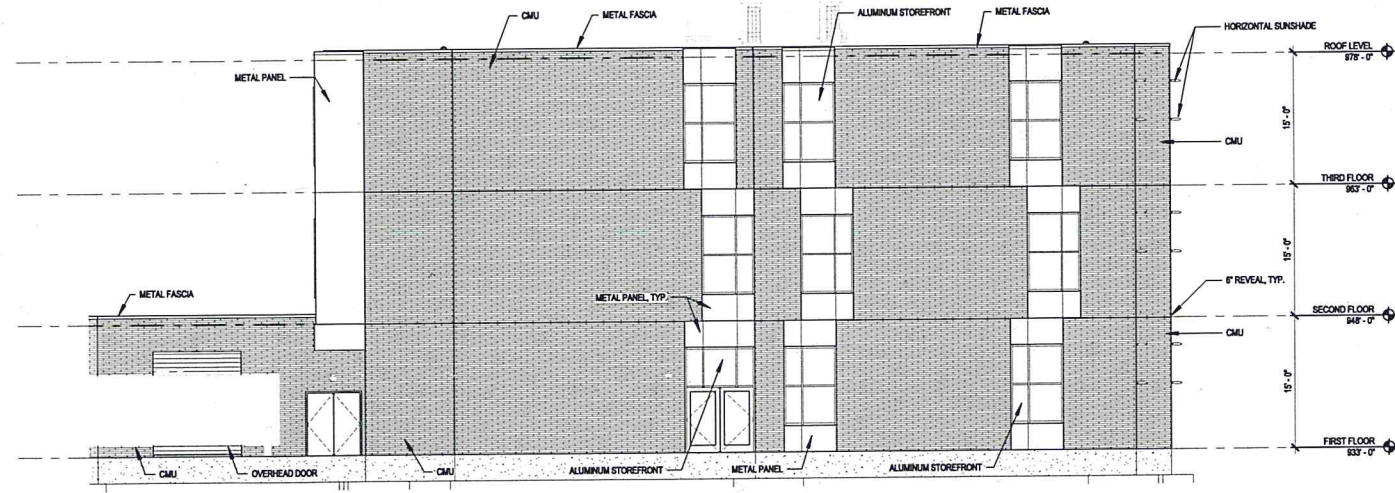 CMU
METAL FASCIA
ALUMINUM STOREFRONT
METAL FASCIA
HORIZONTAL SUNSHADE
ROOF LEVEL
978' - 0"
METAL PANEL
15' - 0"
CMU
THIRD FLOOR
963' - 0"
15' - 0"
METAL FASCIA
METAL PANEL, TYP.
6" REVEAL, TYP.
SECOND FLOOR
948' - 0"
CMU
15' - 0"
FIRST FLOOR
933' - 0"
CMU
OVERHEAD DOOR
CMU
ALUMINUM STOREFRONT
METAL PANEL
ALUMINUM STOREFRONT